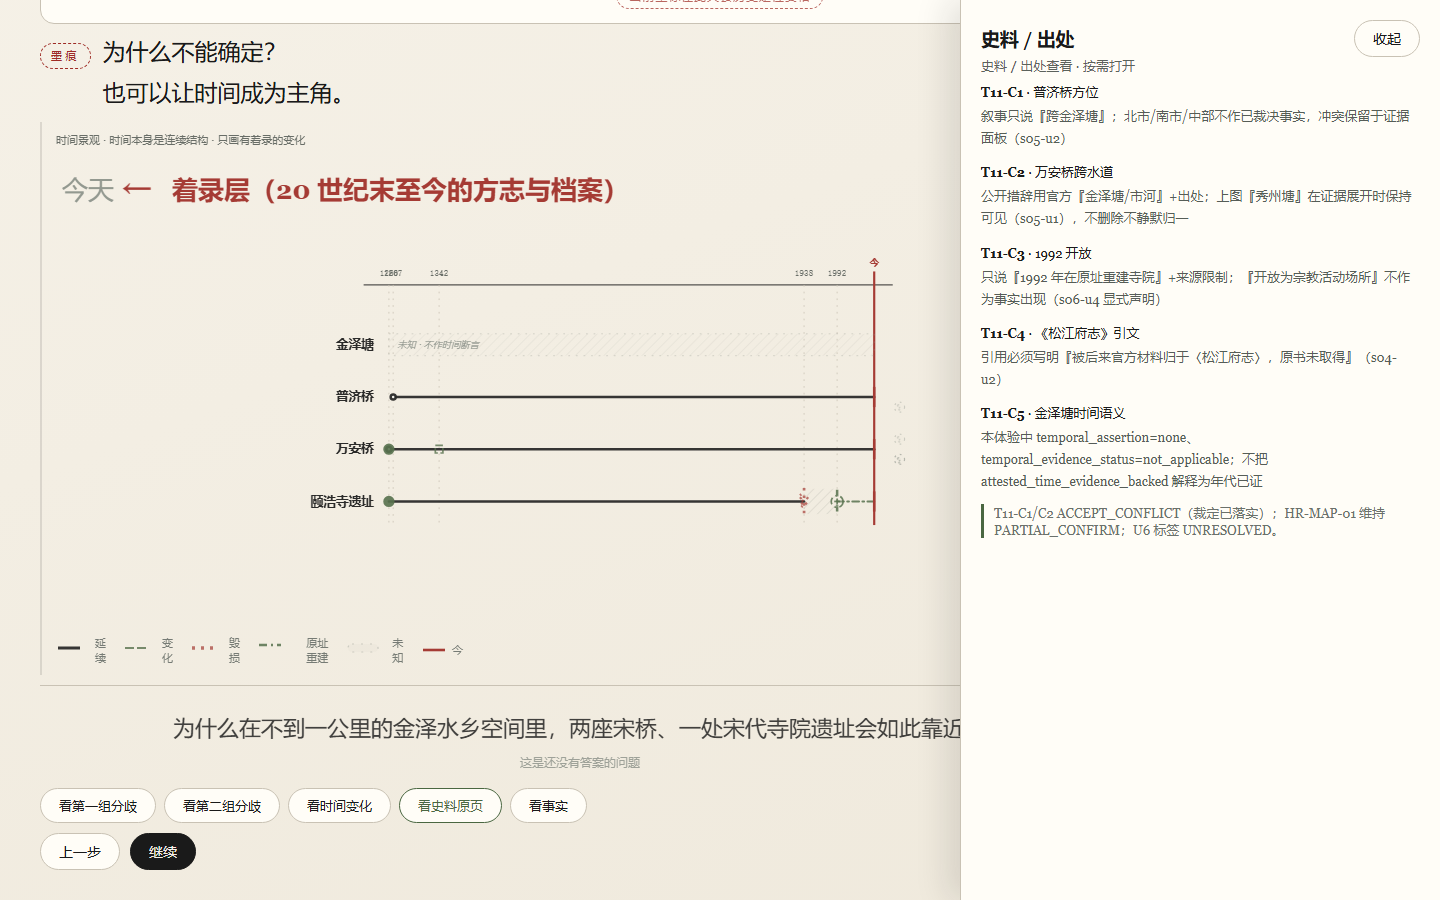 墨痕
为什么不能确定？
也可以让时间成为主角。
时间景观 · 时间本身是连续结构 · 只画有着录的变化
今天 ← 着录层（20 世纪末至今的方志与档案）
1342
1938
1992
今
金泽塘
未知 · 不作时间断言
普济桥
万安桥
颐浩寺遗址
延续
变化
毁损
原址重建
未知
今
为什么在不到一公里的金泽水乡空间里，两座宋桥、一处宋代寺院遗址会如此靠近
这是还没有答案的问题
看第一组分歧
看第二组分歧
看时间变化
看史料原页
看事实
上一步
继续
史料 / 出处
收起
史料 / 出处查看 · 按需打开
T11-C1 · 普济桥方位
叙事只说『跨金泽塘』；北市/南市/中部不作已裁决事实，冲突保留于证据
面板（s05-u2）
T11-C2 · 万安桥跨水道
公开措辞用官方『金泽塘/市河』+出处；上图『秀州塘』在证据展开时保持
可见（s05-u1），不删除不静默归一
T11-C3 · 1992 开放
只说『1992 年在原址重建寺院』+来源限制；『开放为宗教活动场所』不作
为事实出现（s06-u4 显式声明）
T11-C4 · 《松江府志》引文
引用必须写明『被后来官方材料归于〈松江府志〉，原书未取得』（s04-
u2）
T11-C5 · 金泽塘时间语义
本体验中 temporal_assertion=none、
temporal_evidence_status=not_applicable；不把
attested_time_evidence_backed 解释为年代已证
T11-C1/C2 ACCEPT_CONFLICT（裁定已落实）；HR-MAP-01 维持
PARTIAL_CONFIRM；U6 标签 UNRESOLVED。